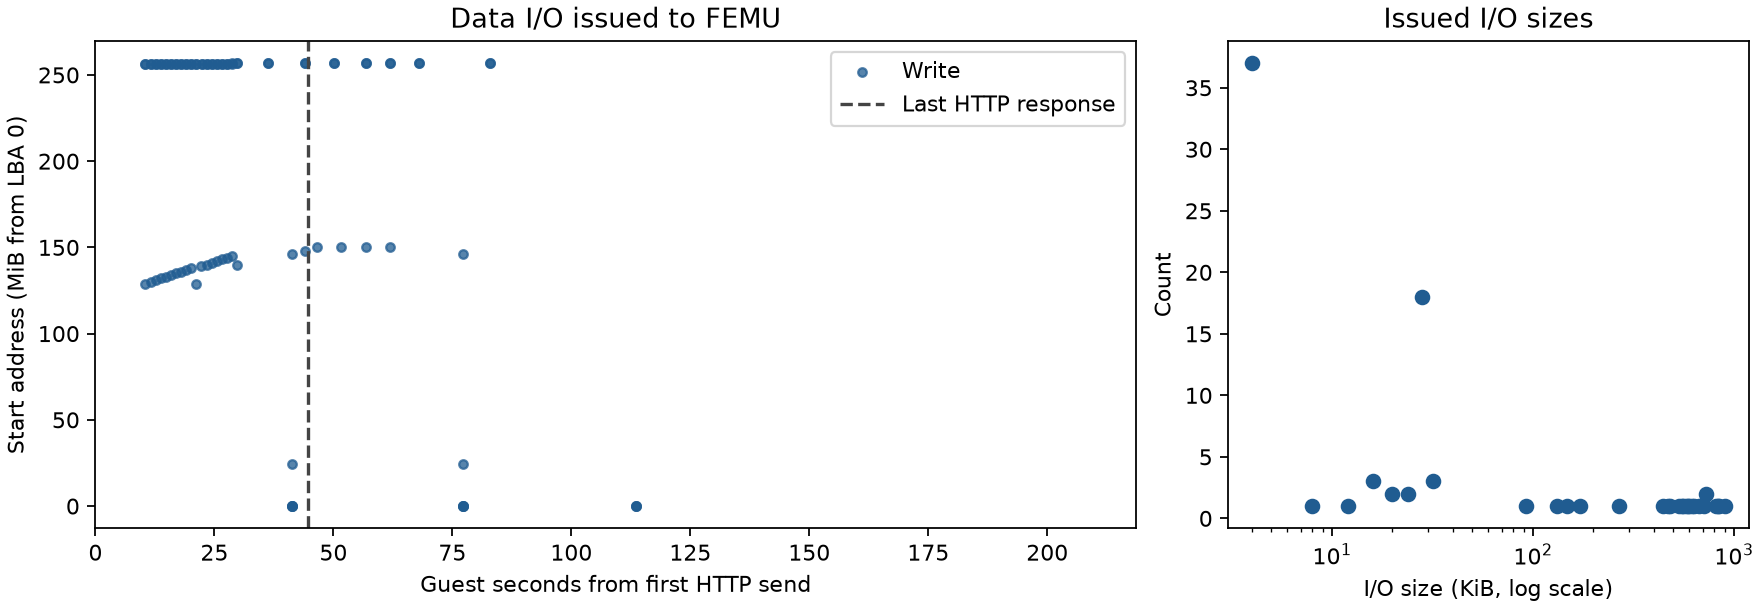 Data I/O issued to FEMU
Start address (MiB from LBA 0)
250
200
150
100
50
0
Write
Last HTTP response
0 25 50 75 100 125 150 175 200
Guest seconds from first HTTP send
Issued I/O sizes
Count
35
30
25
20
15
10
5
0
10¹ 10² 10³
I/O size (KiB, log scale)